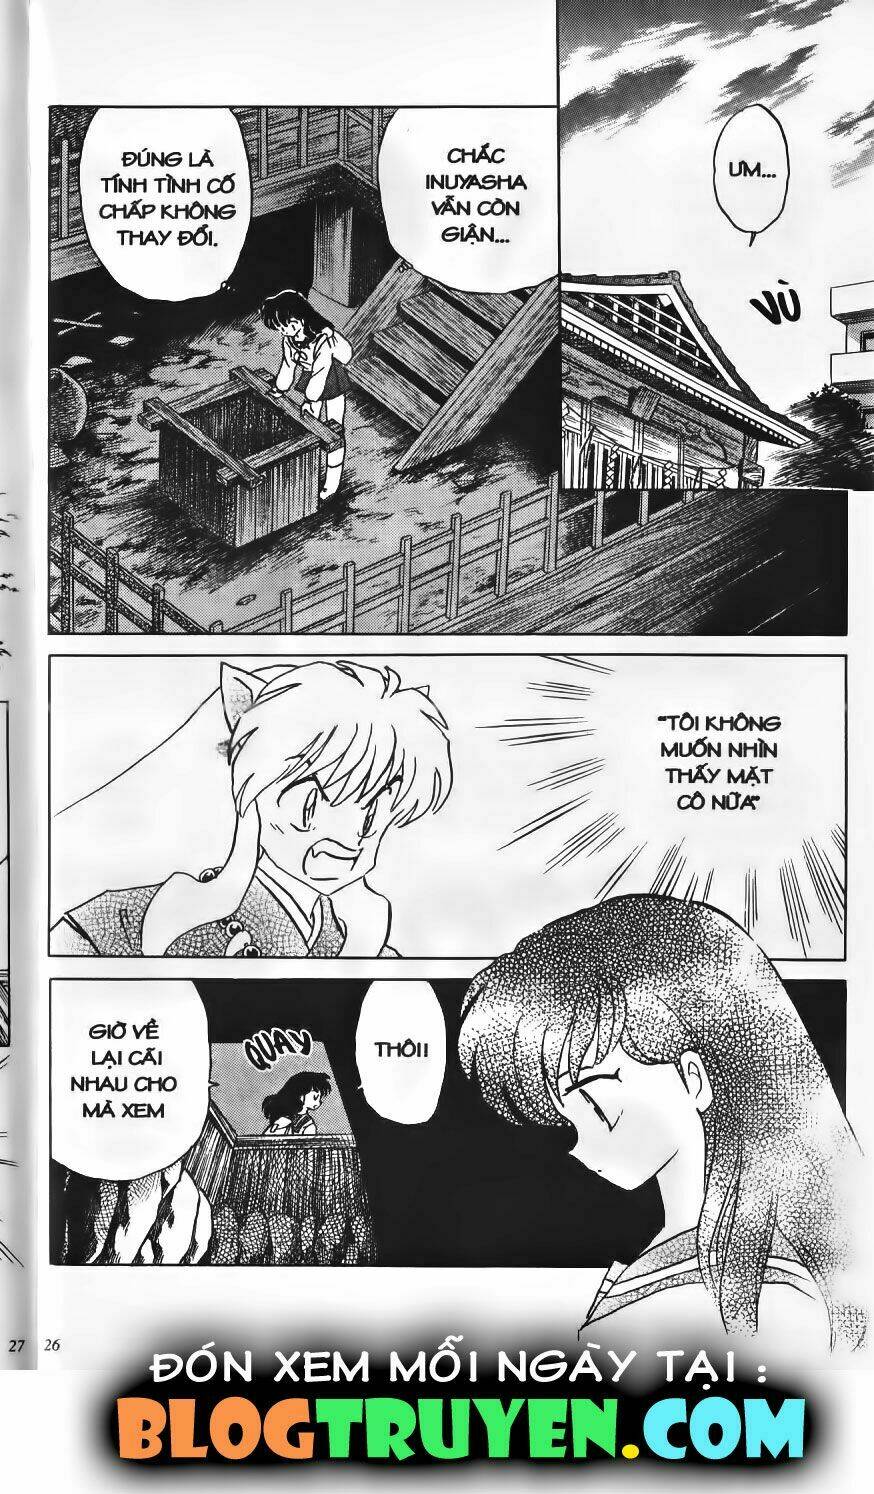 ƯM...
VÙ
CHẮC
INUYASHA
VẪN CÒN
GIẬN...
ĐÚNG LÀ
TÍNH TÌNH CỐ
CHẤP KHÔNG
THAY ĐỔI.
"TÔI KHÔNG
MUỐN NHÌN
THẤY MẶT
CÔ NỮA"
THÔI!
QUAY
GIỜ VỀ
LẠI CÃI
NHAU CHO
MÀ XEM
27
26
ĐÓN XEM MỖI NGÀY TẠI :
BLOGTRUYEN.COM